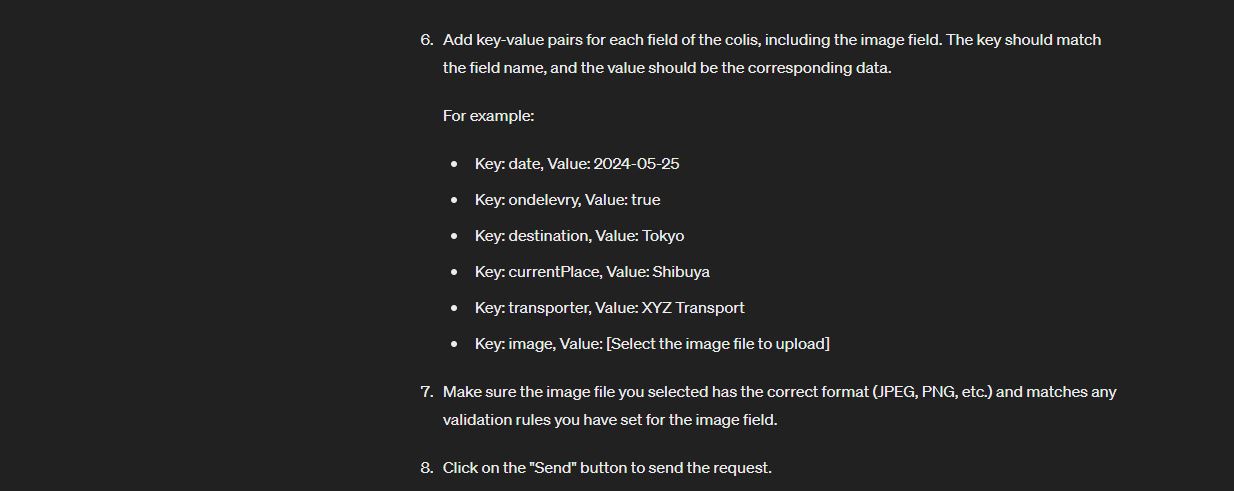 6. Add key-value pairs for each field of the colis, including the image field. The key should match
the field name, and the value should be the corresponding data.
For example:
• Key: date, Value: 2024-05-25
• Key: ondelevry, Value: true
• Key: destination, Value: Tokyo
• Key: currentPlace, Value: Shibuya
• Key: transporter, Value: XYZ Transport
• Key: image, Value: [Select the image file to upload]
7. Make sure the image file you selected has the correct format (JPEG, PNG, etc.) and matches any
validation rules you have set for the image field.
8. Click on the "Send" button to send the request.